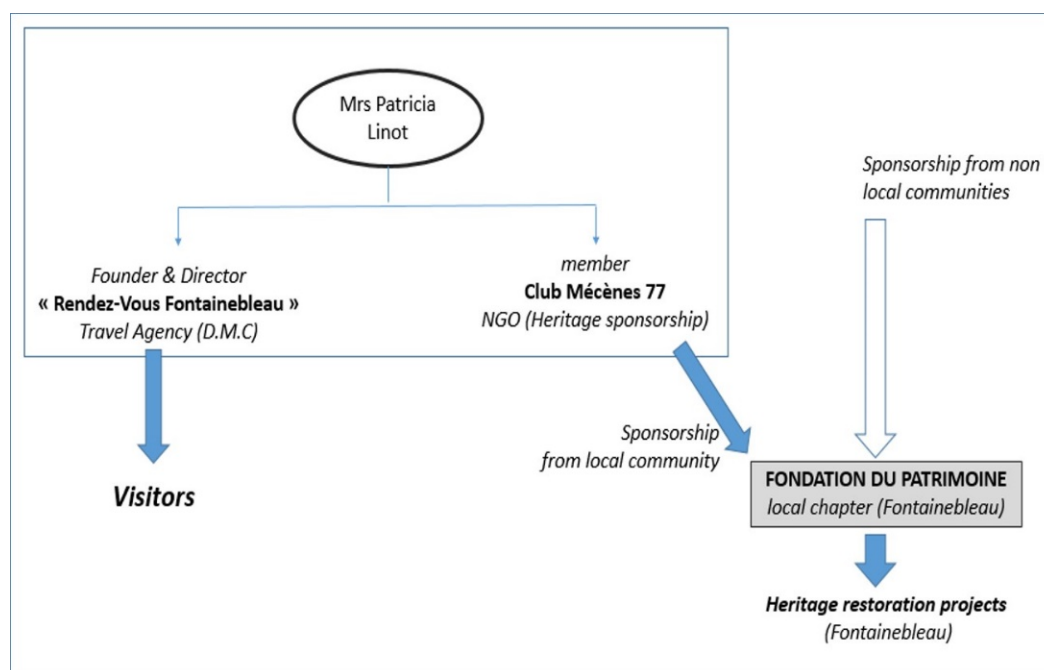 Mrs Patricia
Linot
Sponsorship from non
local communities
Founder & Director
« Rendez-Vous Fontainebleau »
Travel Agency (D.M.C)
member
Club Mécènes 77
NGO (Heritage sponsorship)
Sponsorship
from local community
Visitors
FONDATION DU PATRIMOINE
local chapter (Fontainebleau)
Heritage restoration projects
(Fontainebleau)